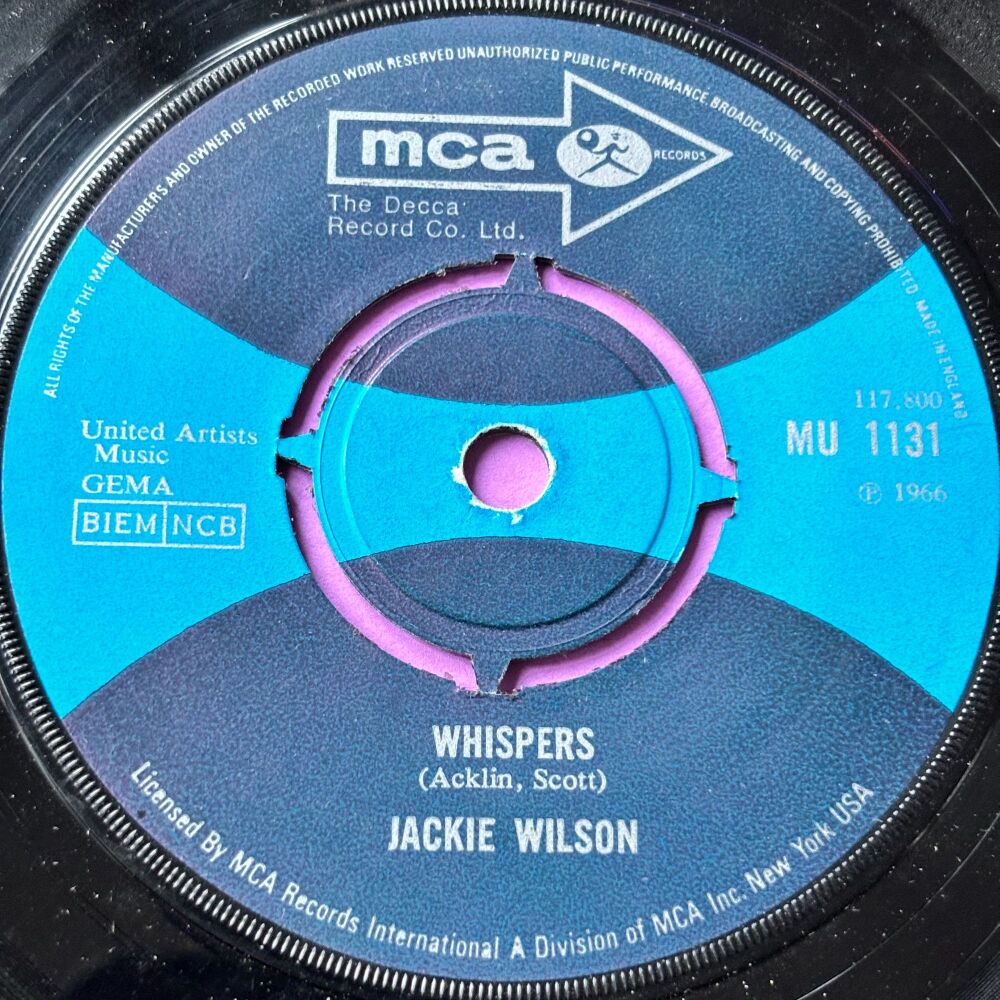 ALL RIGHTS OF THE MANUFACTURERS AND OWNER OF THE RECORDED WORK RESERVED UNAUTHORIZED PUBLIC PERFORMANCE BROADCASTING AND COPYING PROHIBITED MADE IN ENGLAND
mca RECORDS
The Decca
Record Co. Ltd.
United Artists
Music
GEMA
BIEM NCB
117.800
MU 1131
℗ 1966
WHISPERS
(Acklin, Scott)
JACKIE WILSON
Licensed By MCA Records International A Division of MCA Inc. New York USA